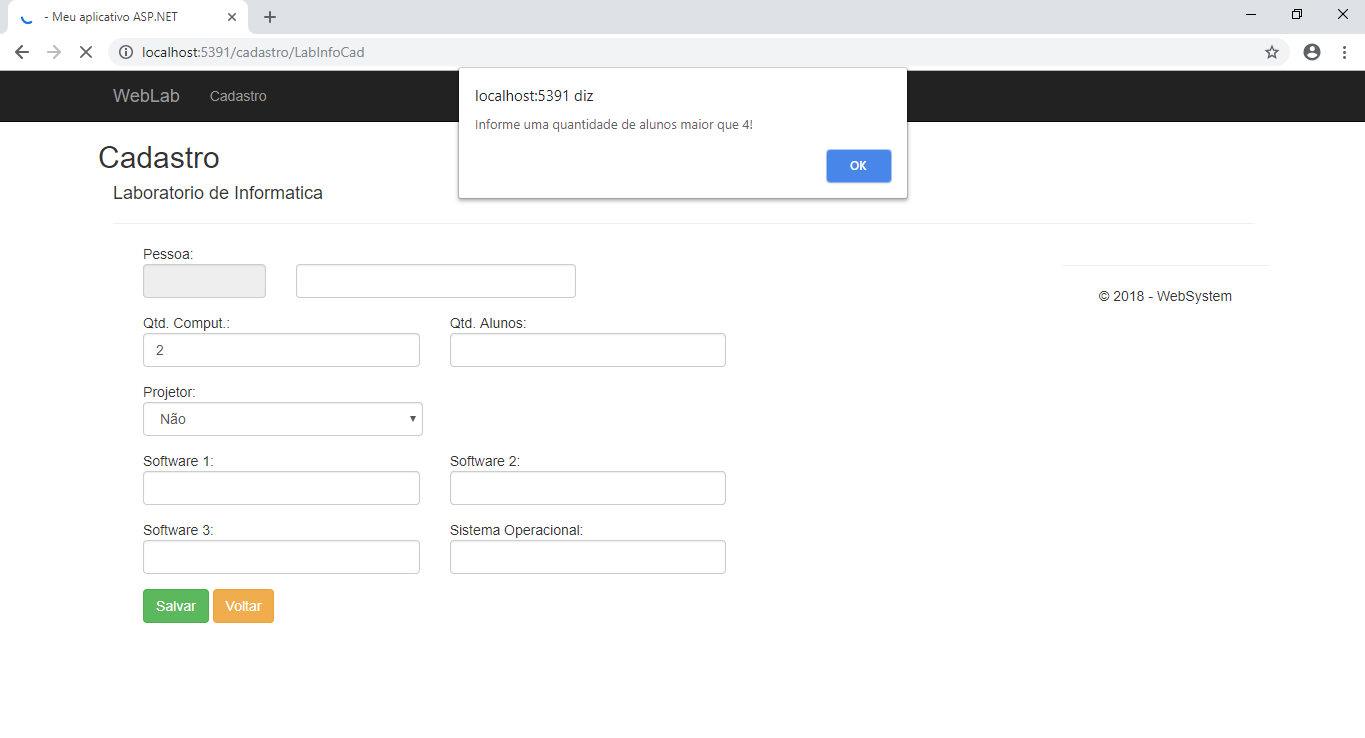 - Meu aplicativo ASP.NET
localhost:5391/cadastro/LabInfoCad
WebLab Cadastro
localhost:5391 diz
Informe uma quantidade de alunos maior que 4!
OK
Cadastro
Laboratorio de Informatica
Pessoa:
© 2018 - WebSystem
Qtd. Comput.: Qtd. Alunos:
2
Projetor:
Não
Software 1: Software 2:
Software 3: Sistema Operacional:
Salvar Voltar